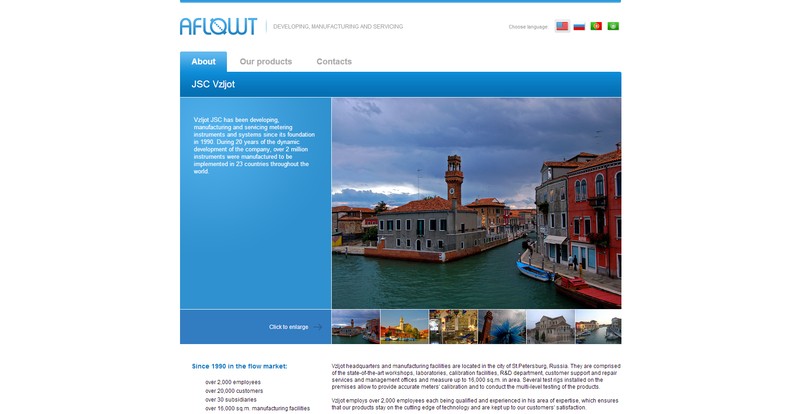 AFLOWT
DEVELOPING, MANUFACTURING AND SERVICING
Choose language:
About
Our products
Contacts
JSC Vzljot
Vzljot JSC has been developing,
manufacturing and servicing metering
instruments and systems since its foundation
in 1990. During 20 years of the dynamic
development of the company, over 2 million
instruments were manufactured to be
implemented in 23 countries throughout the
world.
Click to enlarge
Since 1990 in the flow market:
over 2,000 employees
over 20,000 customers
over 30 subsidiaries
over 16,000 sq.m. manufacturing facilities
Vzljot headquarters and manufacturing facilities are located in the city of St.Petersburg, Russia. They are comprised
of the state-of-the-art workshops, laboratories, calibration facilities, R&D department, customer support and repair
services and management offices and measure up to 16,000 sq.m. in area. Several test rigs installed on the
premises allow to provide accurate meters' calibration and to conduct the multi-level testing of the products.
Vzljot employs over 2,000 employees each being qualified and experienced in his area of expertise, which ensures
that our products stay on the cutting edge of technology and are kept up to our customers' satisfaction.